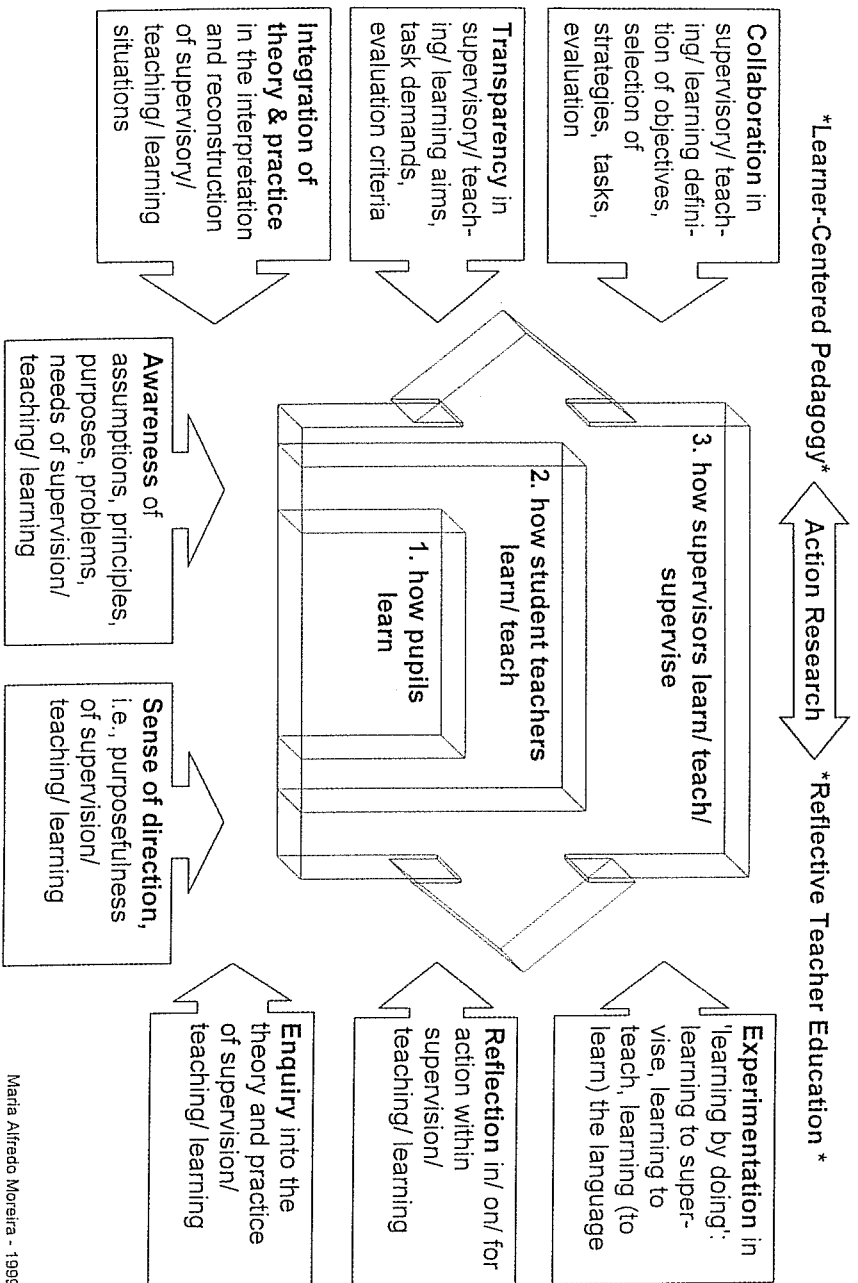 *Learner-Centered Pedagogy*
Action Research
*Reflective Teacher Education *
Collaboration in
supervisory/ teach-
ing/ learning defini-
tion of objectives,
selection of
strategies, tasks,
evaluation
Transparency in
supervisory/ teach-
ing/ learning aims,
task demands,
evaluation criteria
Integration of
theory & practice
in the interpretation
and reconstruction
of supervisory/
teaching/ learning
situations
3. how supervisors learn/ teach/
supervise
2. how student teachers
learn/ teach
1. how pupils
learn
Experimentation in
'learning by doing':
learning to super-
vise, learning to
teach, learning (to
learn) the language
Reflection in/ on/ for
action within
supervision/
teaching/ learning
Enquiry into the
theory and practice
of supervision/
teaching/ learning
Awareness of
assumptions, principles,
purposes, problems,
needs of supervision/
teaching/ learning
Sense of direction,
i.e., purposefulness
of supervision/
teaching/ learning
Maria Alfredo Moreira - 1999